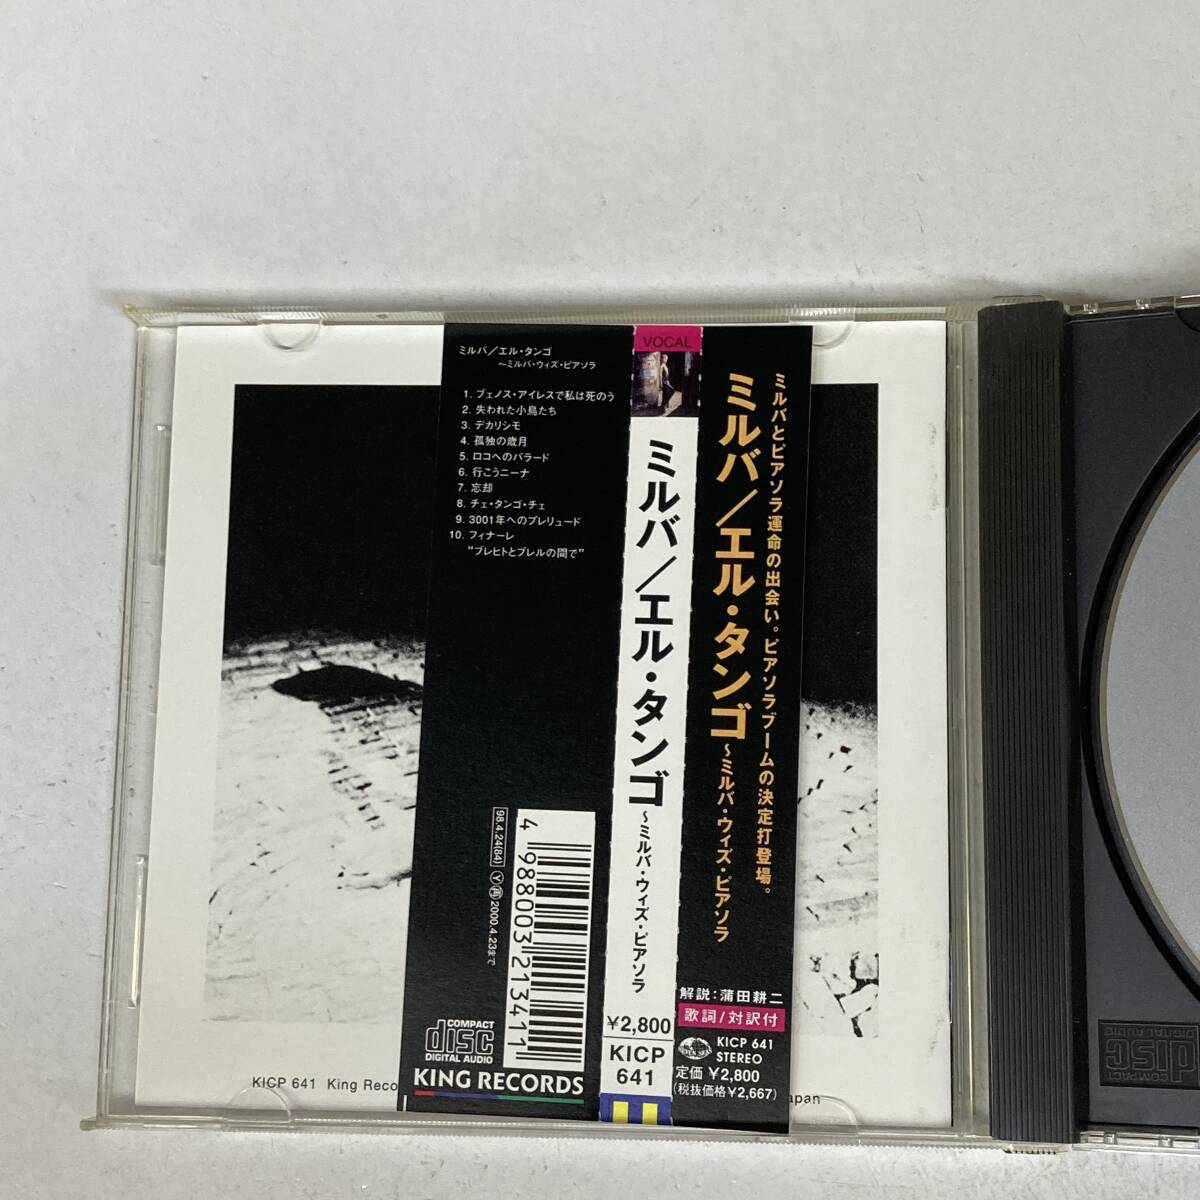 ミルバ／エル・タンゴ
〜ミルバ・ウィズ・ピアソラ
1. ブェノス・アイレスで私は死のう
2. 失われた小鳥たち
3. デカリシモ
4. 孤独の歳月
5. ロコへのバラード
6. 行こうニーナ
7. 忘却
8. チェ・タンゴ・チェ
9. 3001年へのプレリュード
10. フィナーレ
“ブレヒトとブレルの間で”
98.4.24(84)
Y 2000.4.23まで
4 988003 213411
COMPACT
disc
DIGITAL AUDIO
KING RECORDS
VOCAL
ミルバ／エル・タンゴ
〜ミルバ・ウィズ・ピアソラ
¥2,800
KICP
641
ミルバとピアソラ運命の出会い。ピアソラブームの決定打登場。
ミルバ／エル・タンゴ
〜ミルバ・ウィズ・ピアソラ
解説：蒲田耕二
歌詞/対訳付
KICP 641
STEREO
定価 ¥2,800
(税抜価格¥2,667)
KICP 641 King Reco
apan
disc
COMPACT
DIGITAL AUDIO